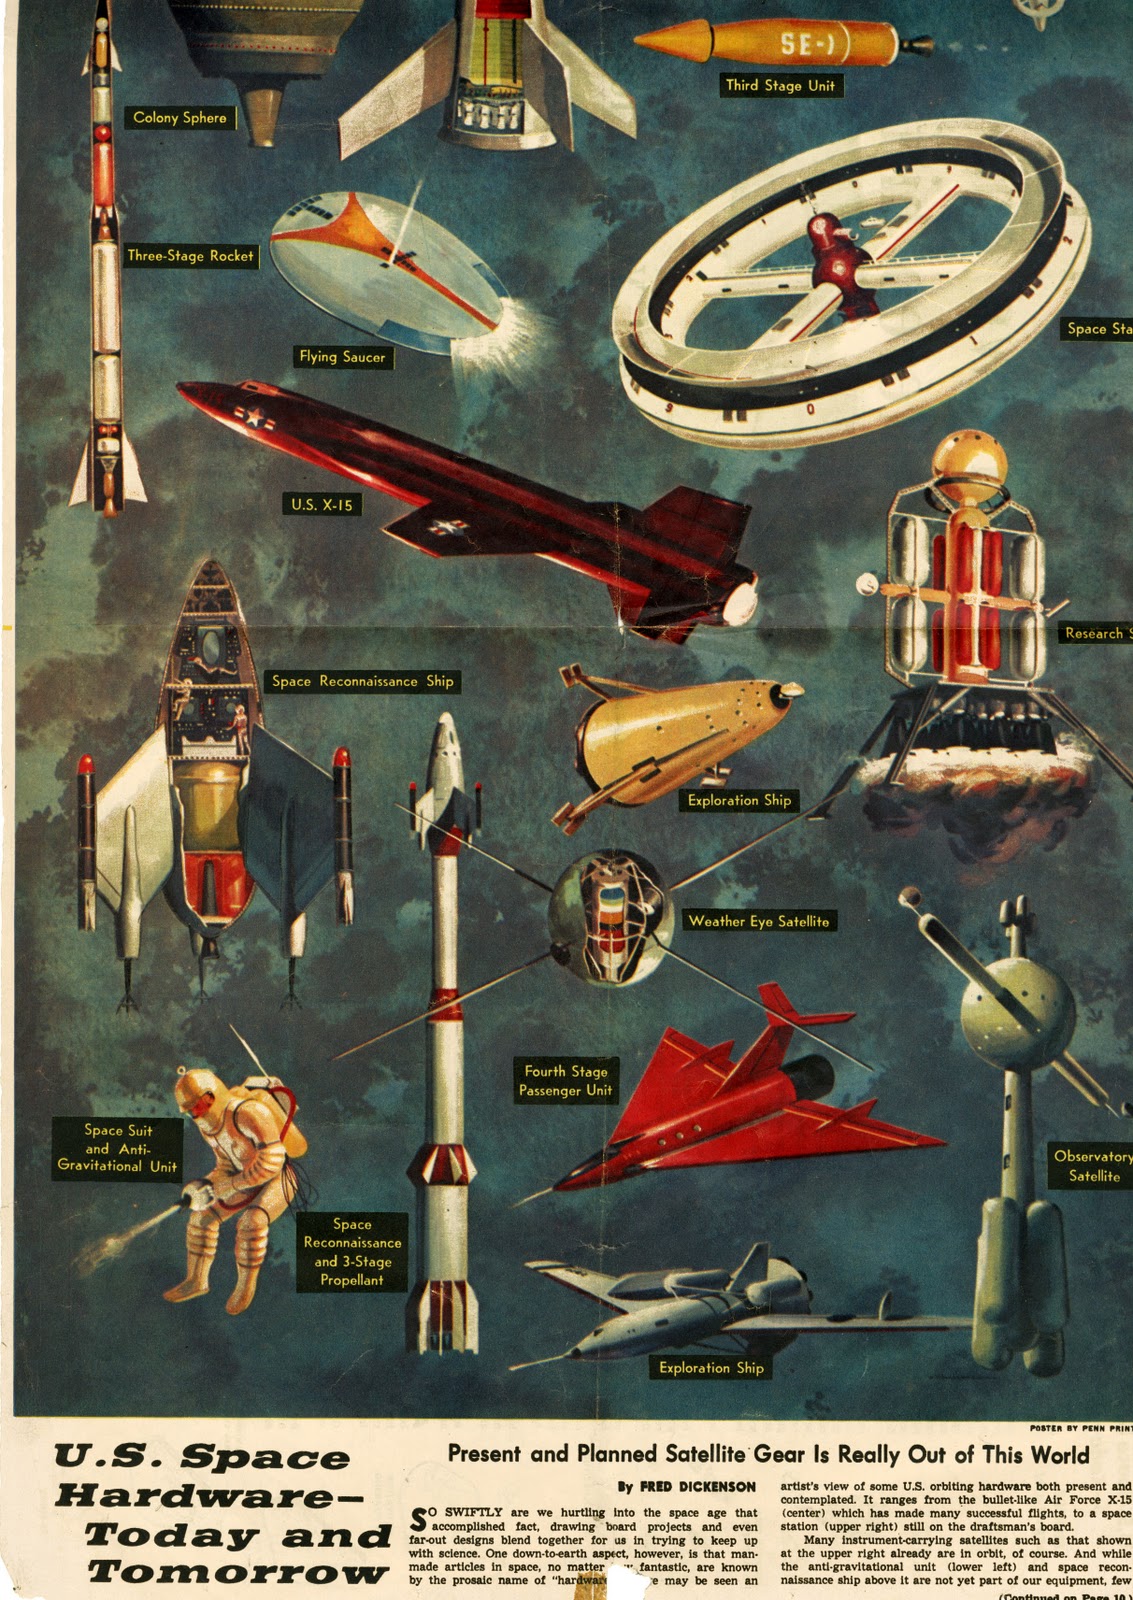 SE-1
Third Stage Unit
Colony Sphere
Three-Stage Rocket
Flying Saucer
Space Sta
U.S. X-15
Research S
Space Reconnaissance Ship
Exploration Ship
Weather Eye Satellite
Fourth Stage
Passenger Unit
Space Suit
and Anti-
Gravitational Unit
Observatory
Satellite
Space
Reconnaissance
and 3-Stage
Propellant
Exploration Ship
POSTER BY PENN PRINT
U.S. Space
Hardware—
Today and
Tomorrow
Present and Planned Satellite Gear Is Really Out of This World
By FRED DICKENSON
SO SWIFTLY are we hurtling into the space age that
accomplished fact, drawing board projects and even
far-out designs blend together for us in trying to keep up
with science. One down-to-earth aspect, however, is that man-
made articles in space, no matter fantastic, are known
by the prosaic name of "hardware may be seen an
artist's view of some U.S. orbiting hardware both present and
contemplated. It ranges from the bullet-like Air Force X-15
(center) which has made many successful flights, to a space
station (upper right) still on the draftsman's board.
Many instrument-carrying satellites such as that shown
at the upper right already are in orbit, of course. And while
the anti-gravitational unit (lower left) and space recon-
naissance ship above it are not yet part of our equipment, few
(Continued on Page 10)